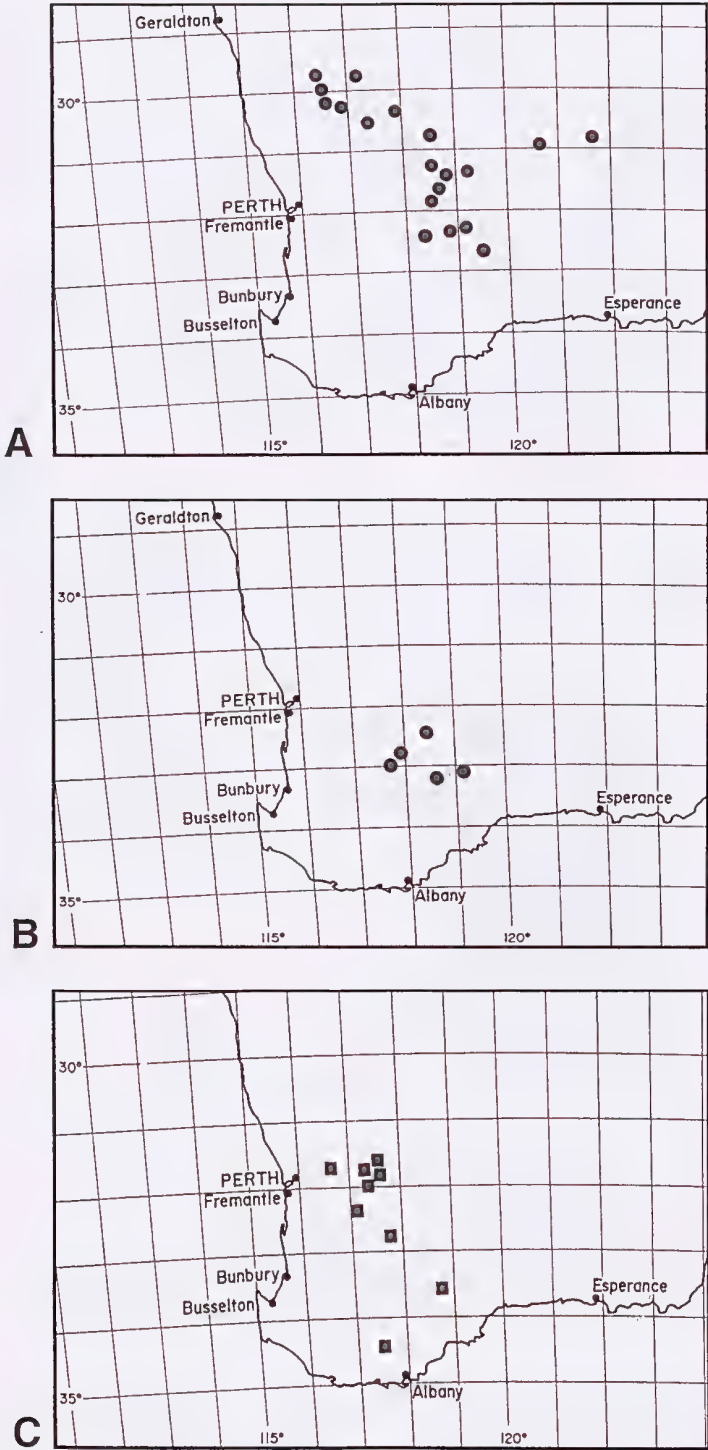 Geraldton
30°
PERTH
Fremantle
Bunbury
Busselton
Esperance
35°
Albany
115°
120°
A
Geraldton
30°
PERTH
Fremantle
Bunbury
Busselton
Esperance
35°
Albany
115°
120°
B
30°
PERTH
Fremantle
Bunbury
Busselton
Esperance
35°
Albany
115°
120°
C